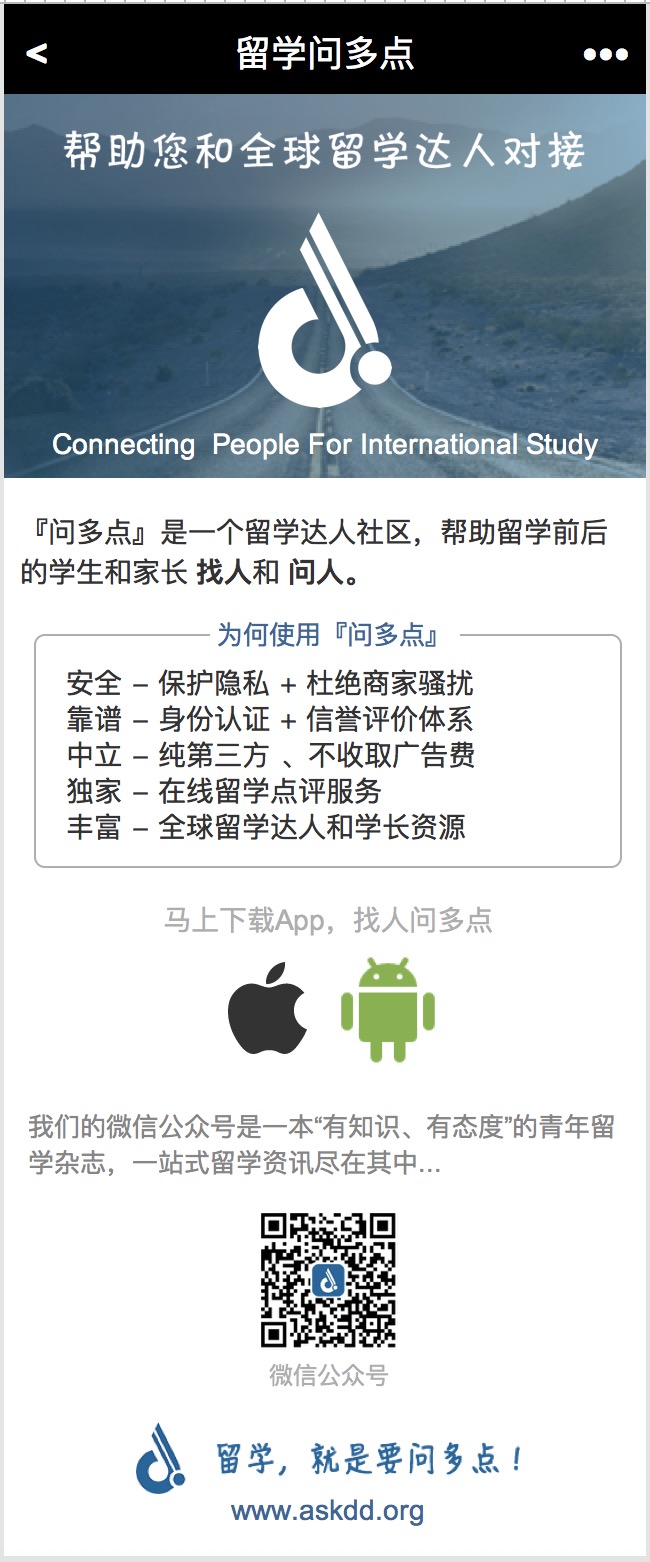 <
留学问多点
•••
帮助您和全球留学达人对接
Connecting  People For International Study
『问多点』是一个留学达人社区，帮助留学前后
的学生和家长 找人和 问人。
为何使用『问多点』
安全 – 保护隐私 + 杜绝商家骚扰
靠谱 – 身份认证 + 信誉评价体系
中立 – 纯第三方 、不收取广告费
独家 – 在线留学点评服务
丰富 – 全球留学达人和学长资源
马上下载App，找人问多点
我们的微信公众号是一本“有知识、有态度”的青年留
学杂志，一站式留学资讯尽在其中...
微信公众号
留学，就是要问多点！
www.askdd.org